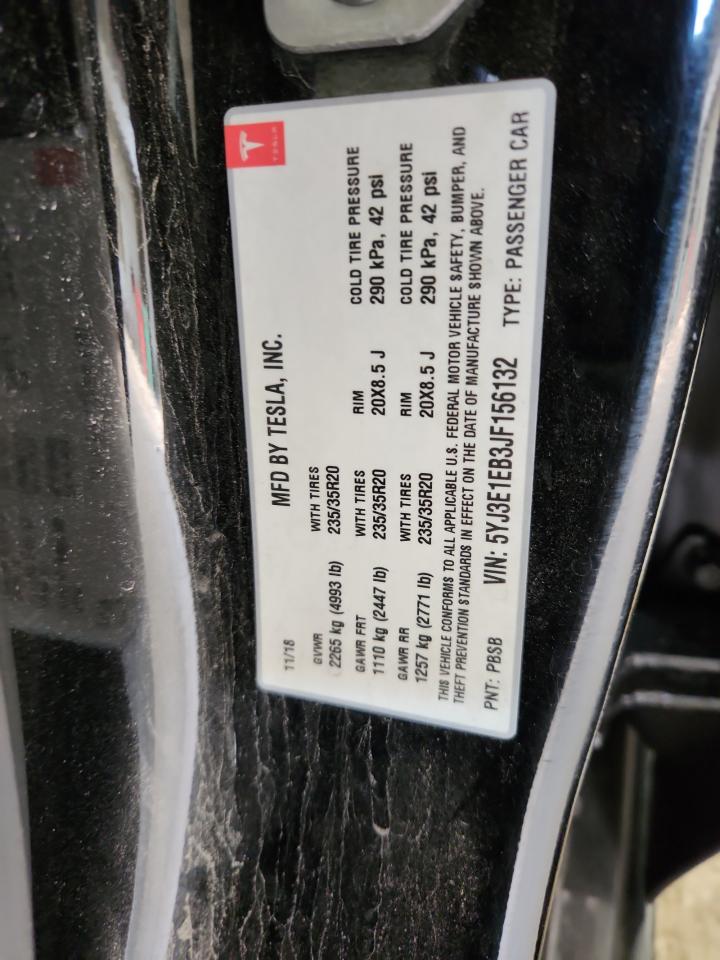 TESLA
MFD BY TESLA, INC.
11/18
GVWR WITH TIRES
2265 kg (4993 lb) 235/35R20
GAWR FRT WITH TIRES RIM COLD TIRE PRESSURE
1110 kg (2447 lb) 235/35R20 20X8.5 J 290 kPa, 42 psi
GAWR RR WITH TIRES RIM COLD TIRE PRESSURE
1257 kg (2771 lb) 235/35R20 20X8.5 J 290 kPa, 42 psi
THIS VEHICLE CONFORMS TO ALL APPLICABLE U.S. FEDERAL MOTOR VEHICLE SAFETY, BUMPER, AND
THEFT PREVENTION STANDARDS IN EFFECT ON THE DATE OF MANUFACTURE SHOWN ABOVE.
PNT: PBSB VIN: 5YJ3E1EB3JF156132 TYPE: PASSENGER CAR